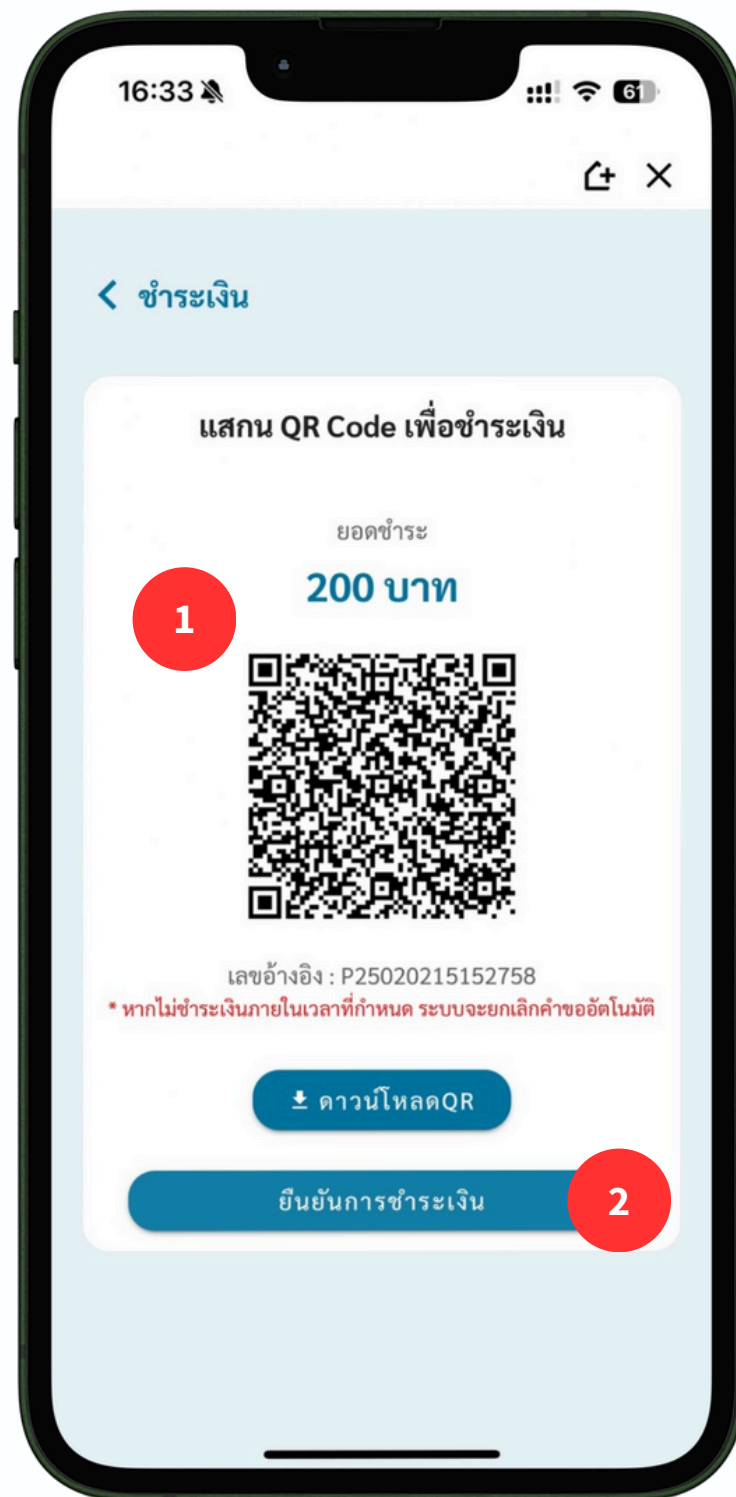 16:33
61
ชำระเงิน
แสกน QR Code เพื่อชำระเงิน
ยอดชำระ
200 บาท
1
เลขอ้างอิง : P25020215152758
* หากไม่ชำระเงินภายในเวลาที่กำหนด ระบบจะยกเลิกคำขออัตโนมัติ
ดาวน์โหลดQR
ยืนยันการชำระเงิน
2